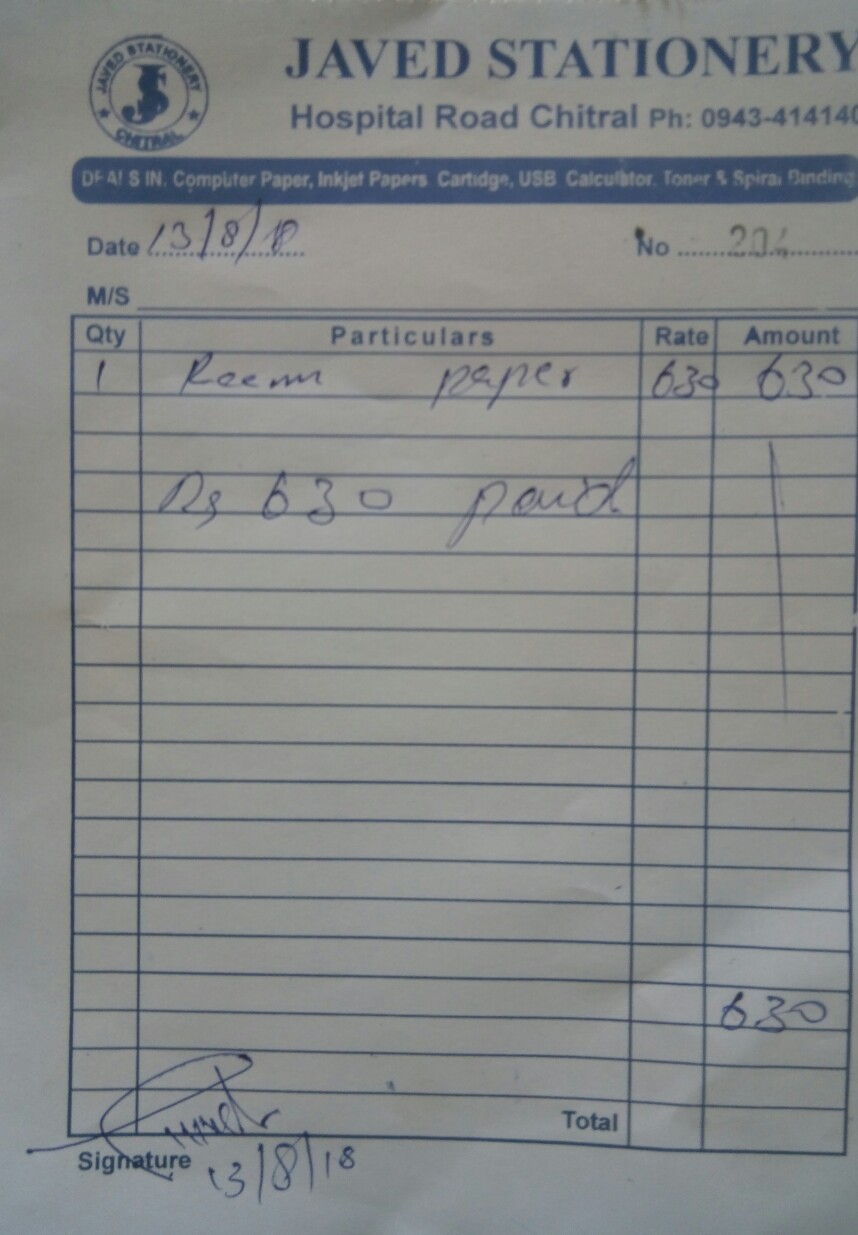 JAVED STATIONERY
CHITRAL
JAVED STATIONERY
Hospital Road Chitral Ph: 0943-414140
DEALS IN. Computer Paper, Inkjet Papers Cartidge, USB Calculator, Toner & Spiral Binding
Date 13/8/18 No 204
M/S
Qty Particulars Rate Amount
1 Reem paper 630 630
Rs 630 paid
630
Total
Signature
13/8/18